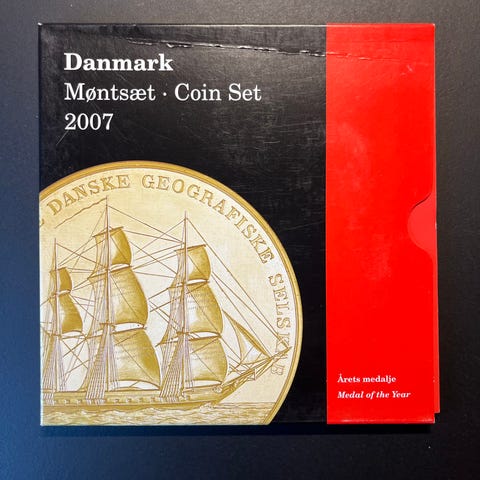 Danmark
Møntsæt · Coin Set
2007
DANSKE GEOGRAFISKE SELSKAB
Årets medalje
Medal of the Year